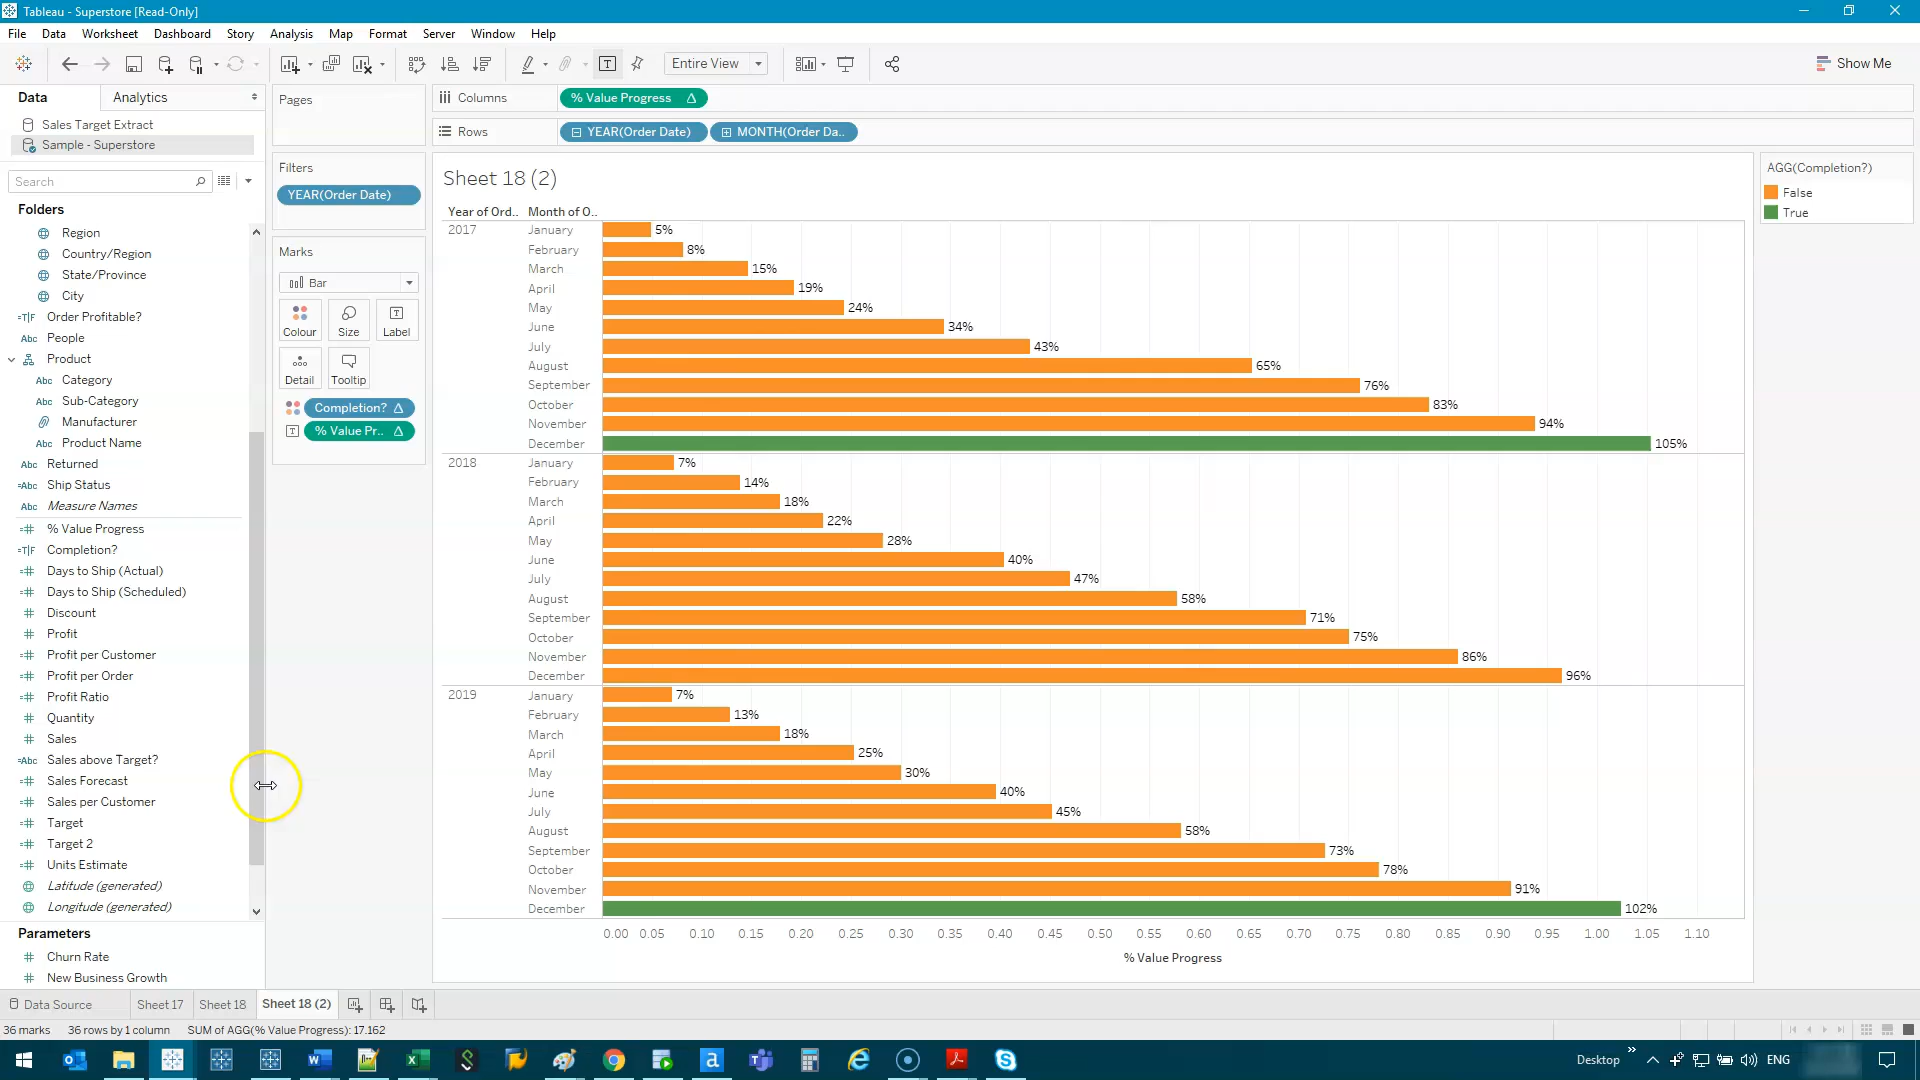 Tableau - Superstore [Read-Only]
File Data Worksheet Dashboard Story Analysis Map Format Server Window Help
Entire View
Show Me
Data Analytics
Sales Target Extract
Sample - Superstore
Search
Folders
Region
Country/Region
State/Province
City
=T|F Order Profitable?
Abc People
Product
Abc Category
Abc Sub-Category
Manufacturer
Abc Product Name
Abc Returned
=Abc Ship Status
Abc Measure Names
% Value Progress
=T|F Completion?
Days to Ship (Actual)
Days to Ship (Scheduled)
Discount
Profit
Profit per Customer
Profit per Order
Profit Ratio
Quantity
Sales
=Abc Sales above Target?
Sales Forecast
Sales per Customer
Target
Target 2
Units Estimate
Latitude (generated)
Longitude (generated)
Parameters
Churn Rate
New Business Growth
Pages
Filters
YEAR(Order Date)
Marks
Bar
Colour Size Label
Detail Tooltip
Completion?
% Value Pr..
Columns % Value Progress
Rows YEAR(Order Date) MONTH(Order Da..
Sheet 18 (2)
Year of Ord.. Month of O..
2017 January 5%
February 8%
March 15%
April 19%
May 24%
June 34%
July 43%
August 65%
September 76%
October 83%
November 94%
December 105%
2018 January 7%
February 14%
March 18%
April 22%
May 28%
June 40%
July 47%
August 58%
September 71%
October 75%
November 86%
December 96%
2019 January 7%
February 13%
March 18%
April 25%
May 30%
June 40%
July 45%
August 58%
September 73%
October 78%
November 91%
December 102%
0.00 0.05 0.10 0.15 0.20 0.25 0.30 0.35 0.40 0.45 0.50 0.55 0.60 0.65 0.70 0.75 0.80 0.85 0.90 0.95 1.00 1.05 1.10
% Value Progress
AGG(Completion?)
False
True
Data Source Sheet 17 Sheet 18 Sheet 18 (2)
36 marks 36 rows by 1 column SUM of AGG(% Value Progress): 17.162
Desktop ENG